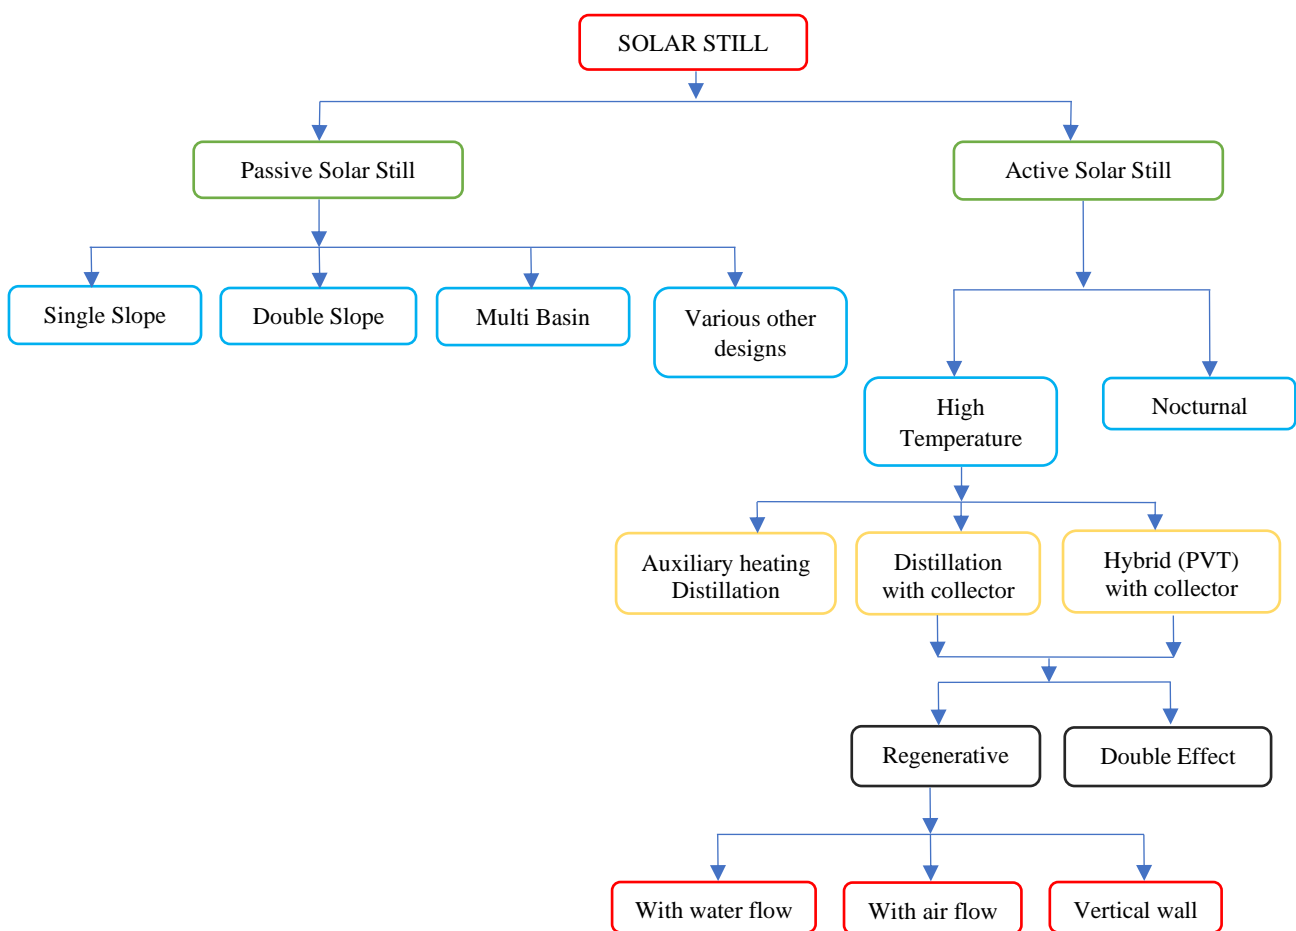 SOLAR STILL
Passive Solar Still
Active Solar Still
Single Slope
Double Slope
Multi Basin
Various other
designs
High
Temperature
Nocturnal
Auxiliary heating
Distillation
Distillation
with collector
Hybrid (PVT)
with collector
Regenerative
Double Effect
With water flow
With air flow
Vertical wall